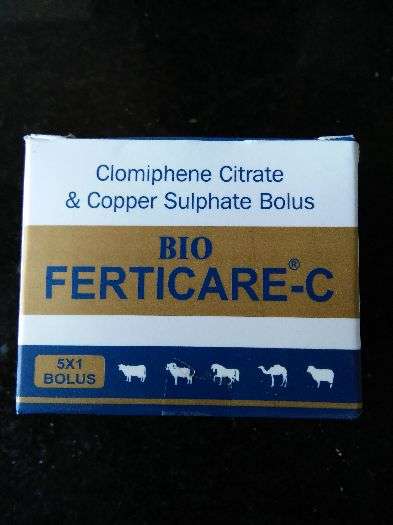 Clomiphene Citrate
& Copper Sulphate Bolus
BIO
FERTICARE®-C
5X1
BOLUS